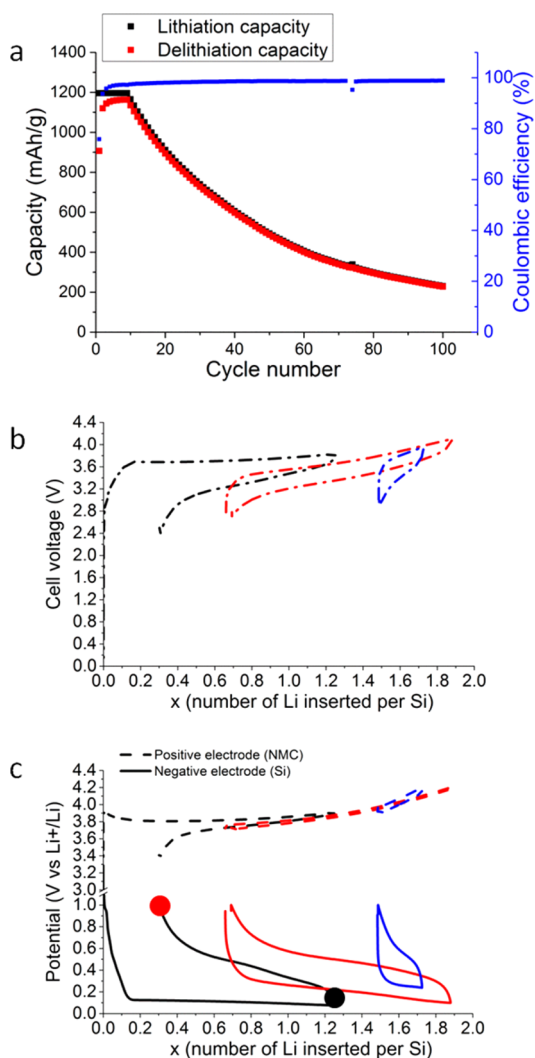 Lithiation capacity
Delithiation capacity
a
1400
1200
1000
800
600
400
200
0
Capacity (mAh/g)
100
80
60
40
20
0
Coulombic efficiency (%)
0 20 40 60 80 100
Cycle number
b
4.4
4.0
3.6
3.2
2.8
2.4
2.0
1.6
1.2
0.8
0.4
0.0
Cell voltage (V)
0.0 0.2 0.4 0.6 0.8 1.0 1.2 1.4 1.6 1.8 2.0
x (number of Li inserted per Si)
c
Positive electrode (NMC)
Negative electrode (Si)
4.4
4.2
4.0
3.8
3.6
3.4
3.2
3.0
1.0
0.8
0.6
0.4
0.2
0.0
Potential (V vs Li+/Li)
0.0 0.2 0.4 0.6 0.8 1.0 1.2 1.4 1.6 1.8 2.0
x (number of Li inserted per Si)